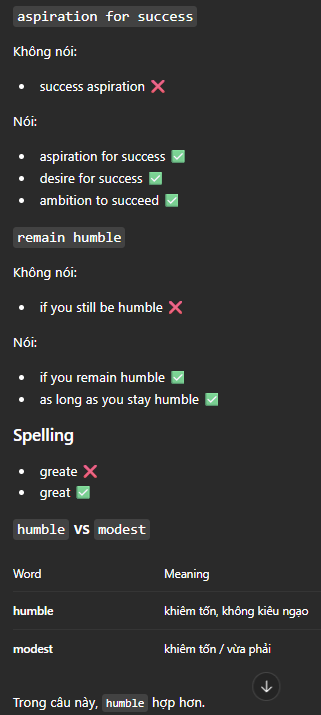 aspiration for success
Không nói:
• success aspiration ❌
Nói:
• aspiration for success ✅
• desire for success ✅
• ambition to succeed ✅
remain humble
Không nói:
• if you still be humble ❌
Nói:
• if you remain humble ✅
• as long as you stay humble ✅
Spelling
• greate ❌
• great ✅
humble vs modest
Word Meaning
humble khiêm tốn, không kiêu ngạo
modest khiêm tốn / vừa phải
Trong câu này, humble hợp hơn.